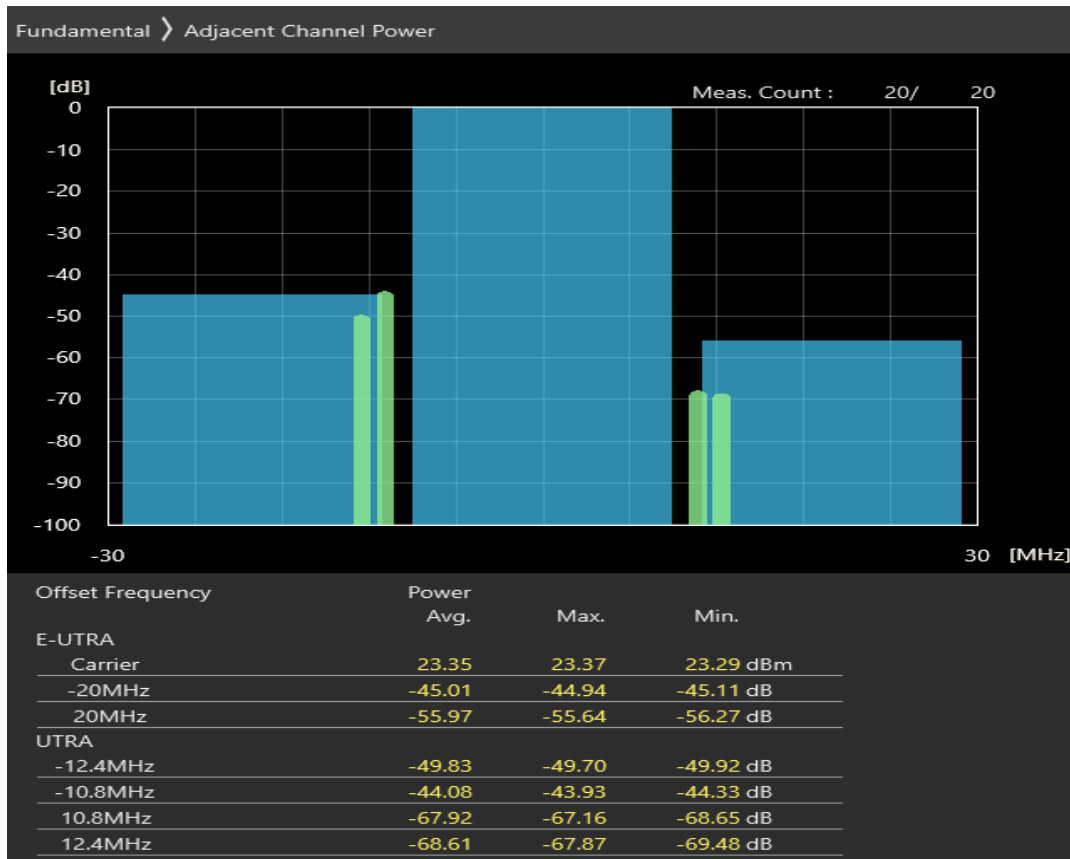 Fundamental ❯ Adjacent Channel Power
[dB]
Meas. Count : 20/ 20
0
-10
-20
-30
-40
-50
-60
-70
-80
-90
-100
-30 30 [MHz]
Offset Frequency Power
Avg. Max. Min.
E-UTRA
Carrier 23.35 23.37 23.29 dBm
-20MHz -45.01 -44.94 -45.11 dB
20MHz -55.97 -55.64 -56.27 dB
UTRA
-12.4MHz -49.83 -49.70 -49.92 dB
-10.8MHz -44.08 -43.93 -44.33 dB
10.8MHz -67.92 -67.16 -68.65 dB
12.4MHz -68.61 -67.87 -69.48 dB